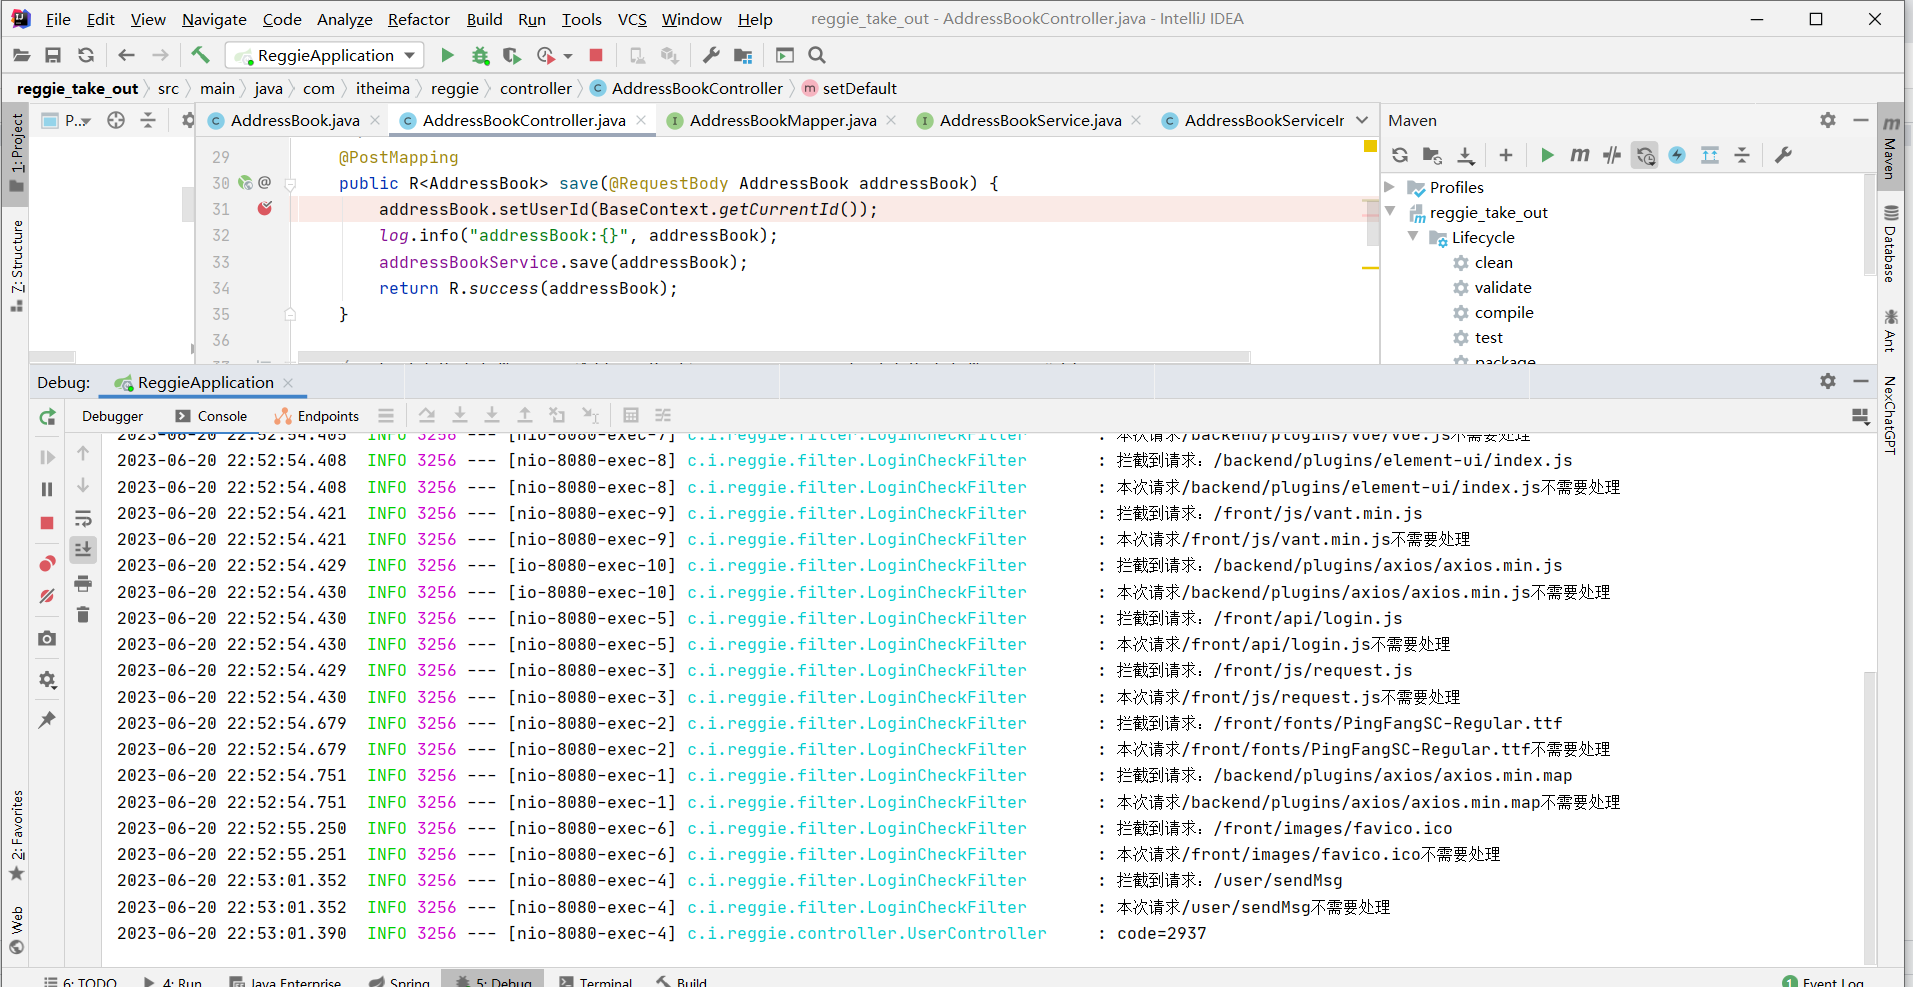 File Edit View Navigate Code Analyze Refactor Build Run Tools VCS Window Help reggie_take_out - AddressBookController.java - IntelliJ IDEA
ReggieApplication
reggie_take_out src main java com itheima reggie controller AddressBookController setDefault
1: Project
7: Structure
2: Favorites
Web
P...
AddressBook.java AddressBookController.java AddressBookMapper.java AddressBookService.java AddressBookServiceIr
29 @PostMapping
30 public R<AddressBook> save(@RequestBody AddressBook addressBook) {
31 addressBook.setUserId(BaseContext.getCurrentId());
32 log.info("addressBook:{}", addressBook);
33 addressBookService.save(addressBook);
34 return R.success(addressBook);
35 }
36
Maven
Profiles
reggie_take_out
Lifecycle
clean
validate
compile
test
package
Maven
Database
Ant
NexChatGPT
Debug: ReggieApplication
Debugger Console Endpoints
2023-06-20 22:52:54.405 INFO 3256 --- [nio-8080-exec-7] c.i.reggie.filter.LoginCheckFilter : 本次请求/backend/plugins/vue/vue.js不需要处理
2023-06-20 22:52:54.408 INFO 3256 --- [nio-8080-exec-8] c.i.reggie.filter.LoginCheckFilter : 拦截到请求：/backend/plugins/element-ui/index.js
2023-06-20 22:52:54.408 INFO 3256 --- [nio-8080-exec-8] c.i.reggie.filter.LoginCheckFilter : 本次请求/backend/plugins/element-ui/index.js不需要处理
2023-06-20 22:52:54.421 INFO 3256 --- [nio-8080-exec-9] c.i.reggie.filter.LoginCheckFilter : 拦截到请求：/front/js/vant.min.js
2023-06-20 22:52:54.421 INFO 3256 --- [nio-8080-exec-9] c.i.reggie.filter.LoginCheckFilter : 本次请求/front/js/vant.min.js不需要处理
2023-06-20 22:52:54.429 INFO 3256 --- [io-8080-exec-10] c.i.reggie.filter.LoginCheckFilter : 拦截到请求：/backend/plugins/axios/axios.min.js
2023-06-20 22:52:54.430 INFO 3256 --- [io-8080-exec-10] c.i.reggie.filter.LoginCheckFilter : 本次请求/backend/plugins/axios/axios.min.js不需要处理
2023-06-20 22:52:54.430 INFO 3256 --- [nio-8080-exec-5] c.i.reggie.filter.LoginCheckFilter : 拦截到请求：/front/api/login.js
2023-06-20 22:52:54.430 INFO 3256 --- [nio-8080-exec-5] c.i.reggie.filter.LoginCheckFilter : 本次请求/front/api/login.js不需要处理
2023-06-20 22:52:54.429 INFO 3256 --- [nio-8080-exec-3] c.i.reggie.filter.LoginCheckFilter : 拦截到请求：/front/js/request.js
2023-06-20 22:52:54.430 INFO 3256 --- [nio-8080-exec-3] c.i.reggie.filter.LoginCheckFilter : 本次请求/front/js/request.js不需要处理
2023-06-20 22:52:54.679 INFO 3256 --- [nio-8080-exec-2] c.i.reggie.filter.LoginCheckFilter : 拦截到请求：/front/fonts/PingFangSC-Regular.ttf
2023-06-20 22:52:54.679 INFO 3256 --- [nio-8080-exec-2] c.i.reggie.filter.LoginCheckFilter : 本次请求/front/fonts/PingFangSC-Regular.ttf不需要处理
2023-06-20 22:52:54.751 INFO 3256 --- [nio-8080-exec-1] c.i.reggie.filter.LoginCheckFilter : 拦截到请求：/backend/plugins/axios/axios.min.map
2023-06-20 22:52:54.751 INFO 3256 --- [nio-8080-exec-1] c.i.reggie.filter.LoginCheckFilter : 本次请求/backend/plugins/axios/axios.min.map不需要处理
2023-06-20 22:52:55.250 INFO 3256 --- [nio-8080-exec-6] c.i.reggie.filter.LoginCheckFilter : 拦截到请求：/front/images/favico.ico
2023-06-20 22:52:55.251 INFO 3256 --- [nio-8080-exec-6] c.i.reggie.filter.LoginCheckFilter : 本次请求/front/images/favico.ico不需要处理
2023-06-20 22:53:01.352 INFO 3256 --- [nio-8080-exec-4] c.i.reggie.filter.LoginCheckFilter : 拦截到请求：/user/sendMsg
2023-06-20 22:53:01.352 INFO 3256 --- [nio-8080-exec-4] c.i.reggie.filter.LoginCheckFilter : 本次请求/user/sendMsg不需要处理
2023-06-20 22:53:01.390 INFO 3256 --- [nio-8080-exec-4] c.i.reggie.controller.UserController : code=2937
6: TODO 4: Run Java Enterprise Spring 5: Debug Terminal Build 1 Event Log